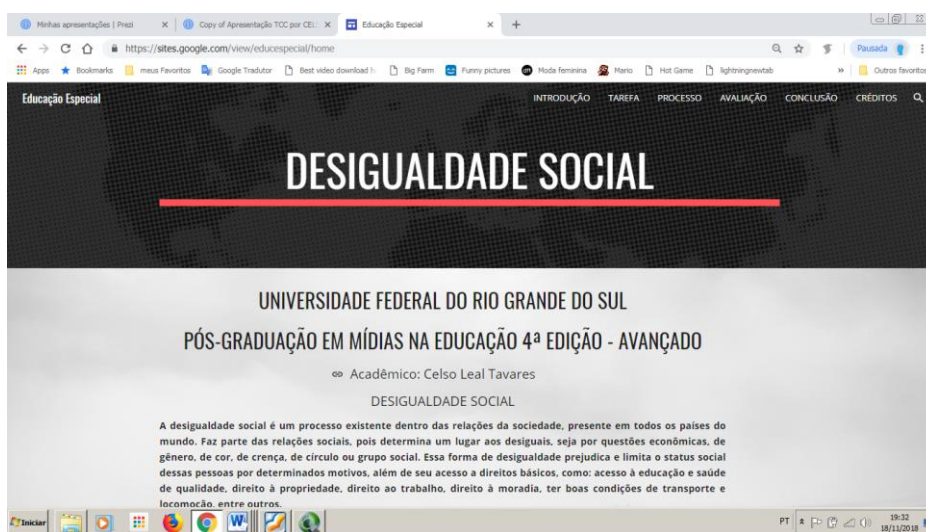 Minhas apresentações | Prezi
Copy of Apresentação TCC por CEL
Educação Especial
https://sites.google.com/view/educespecial/home
Pausada
Apps Bookmarks meus Favoritos Google Tradutor Best video download Big Farm Funny pictures Moda feminina Mario Hot Game lightningnewtab » Outros favoritos
Educação Especial INTRODUÇÃO TAREFA PROCESSO AVALIAÇÃO CONCLUSÃO CRÉDITOS
DESIGUALDADE SOCIAL
UNIVERSIDADE FEDERAL DO RIO GRANDE DO SUL
PÓS-GRADUAÇÃO EM MÍDIAS NA EDUCAÇÃO 4ª EDIÇÃO - AVANÇADO
Acadêmico: Celso Leal Tavares
DESIGUALDADE SOCIAL
A desigualdade social é um processo existente dentro das relações da sociedade, presente em todos os países do
mundo. Faz parte das relações sociais, pois determina um lugar aos desiguais, seja por questões econômicas, de
gênero, de cor, de crença, de círculo ou grupo social. Essa forma de desigualdade prejudica e limita o status social
dessas pessoas por determinados motivos, além de seu acesso a direitos básicos, como: acesso à educação e saúde
de qualidade, direito à propriedade, direito ao trabalho, direito à moradia, ter boas condições de transporte e
locomoção, entre outros.
Iniciar
PT
19:32
18/11/2018